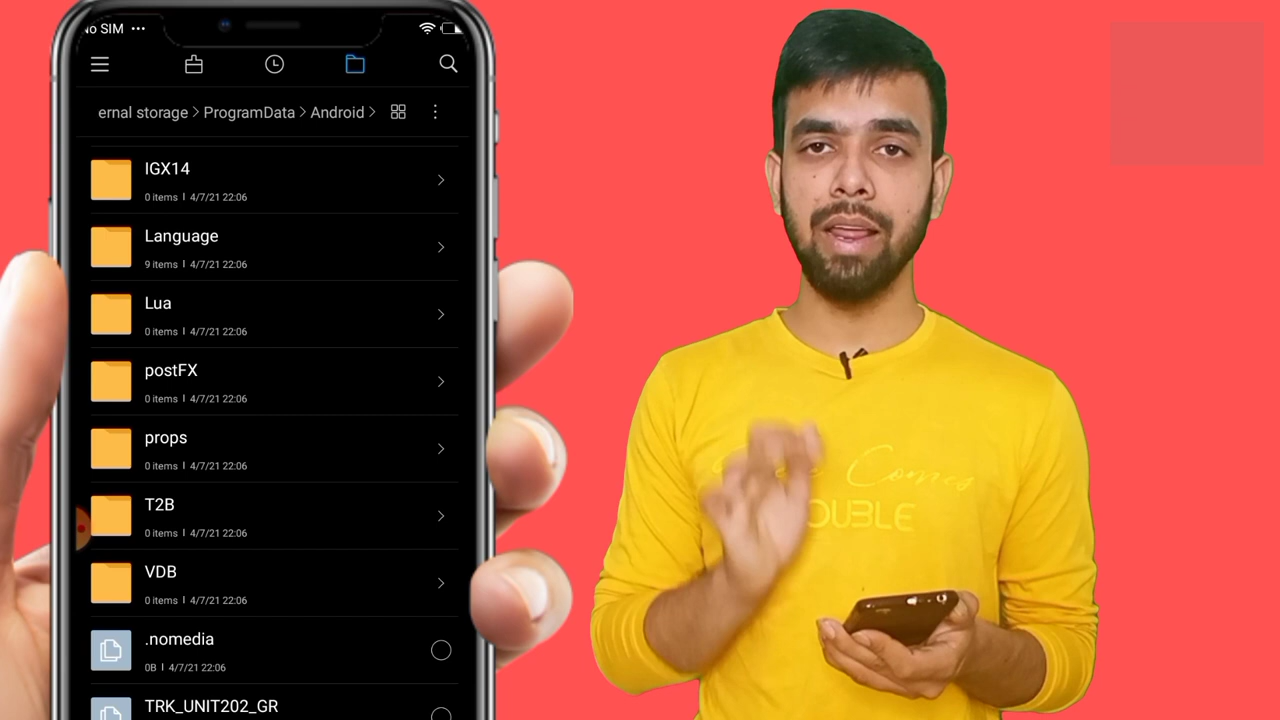 No SIM
ernal storage > ProgramData > Android >
IGX14
0 items | 4/7/21 22:06
Language
9 items | 4/7/21 22:06
Lua
0 items | 4/7/21 22:06
postFX
0 items | 4/7/21 22:06
props
0 items | 4/7/21 22:06
T2B
0 items | 4/7/21 22:06
VDB
0 items | 4/7/21 22:06
.nomedia
0B | 4/7/21 22:06
TRK_UNIT202_GR
Comes
OUBLE